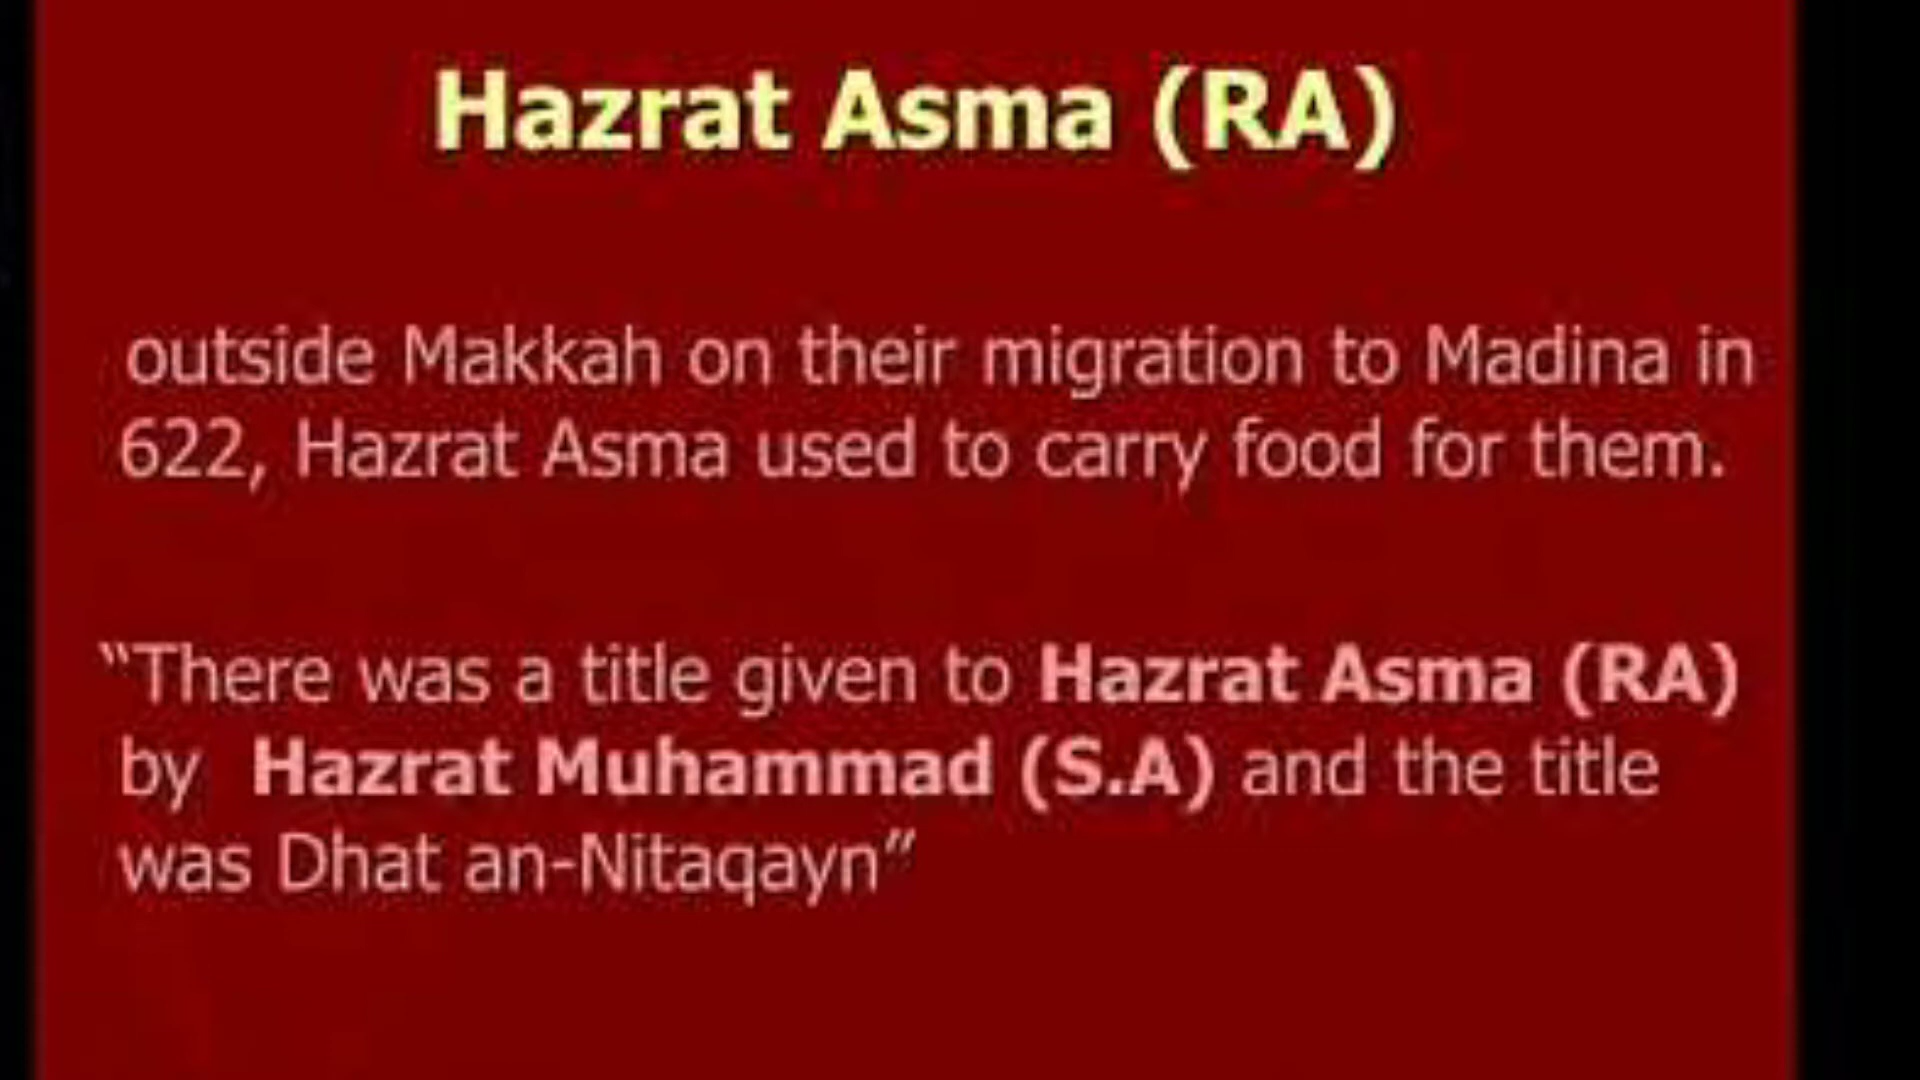 Hazrat Asma (RA)
outside Makkah on their migration to Madina in
622, Hazrat Asma used to carry food for them.
“There was a title given to Hazrat Asma (RA)
by Hazrat Muhammad (S.A) and the title
was Dhat an-Nitaqayn”